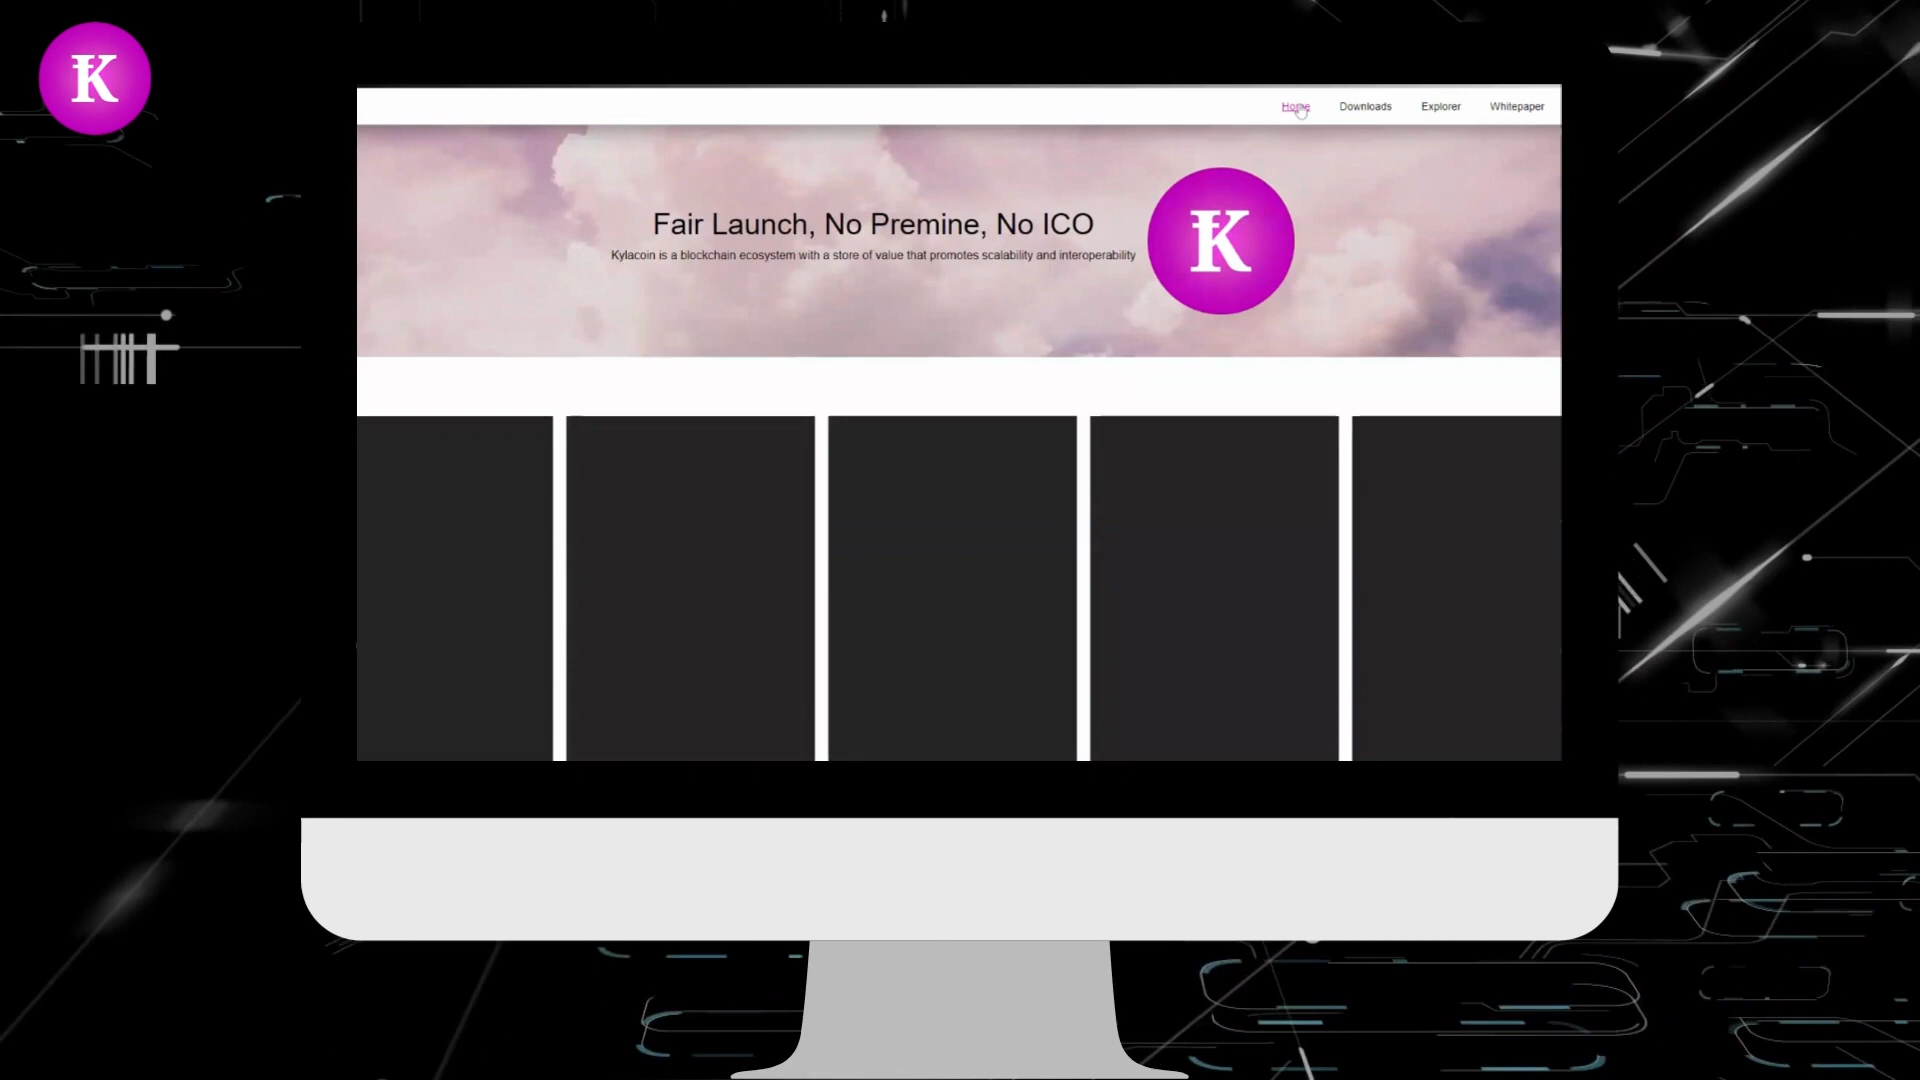 K
Home Downloads Explorer Whitepaper
Fair Launch, No Premine, No ICO
Kylacoin is a blockchain ecosystem with a store of value that promotes scalability and interoperability
K